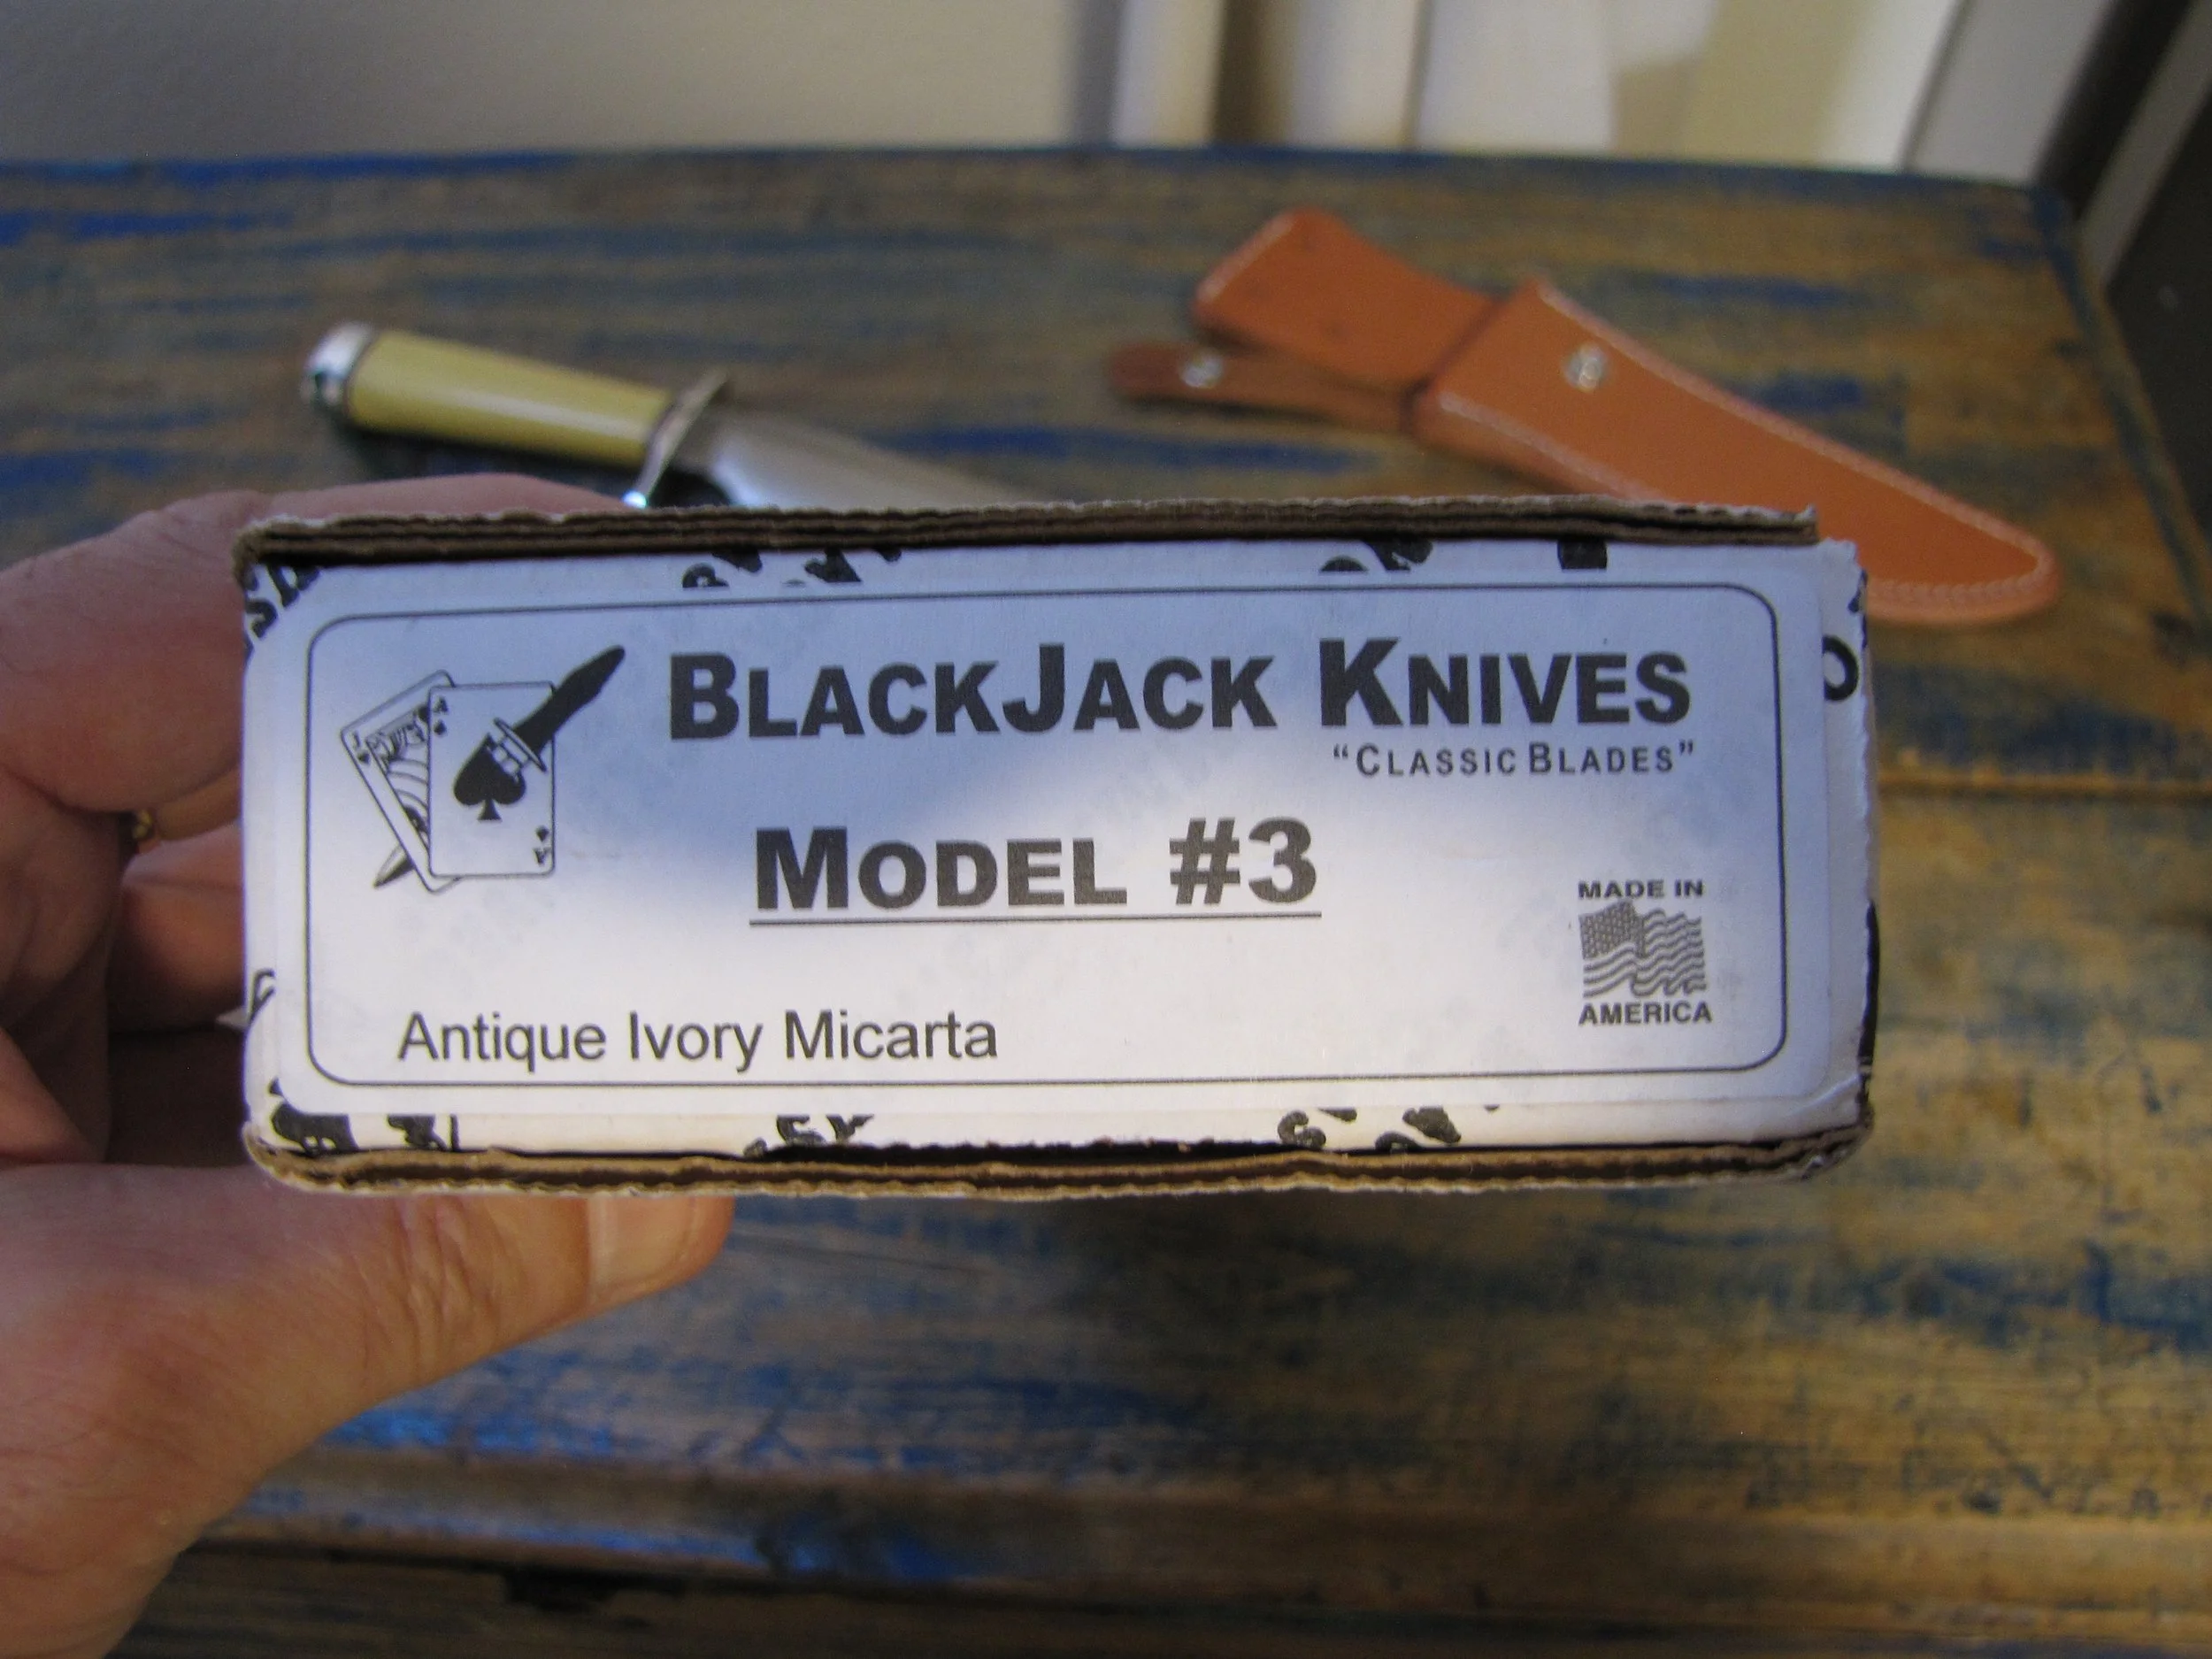 BLACKJACK KNIVES
"CLASSIC BLADES"
MODEL #3
MADE IN
AMERICA
Antique Ivory Micarta
J
A
A